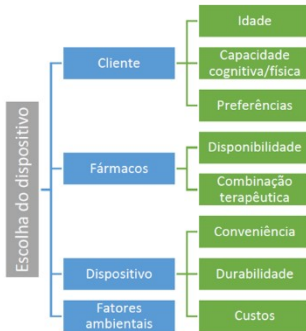 Escolha do dispositivo
Cliente
Idade
Capacidade
cognitiva/física
Preferências
Fármacos
Disponibilidade
Combinação
terapêutica
Dispositivo
Conveniência
Durabilidade
Custos
Fatores
ambientais